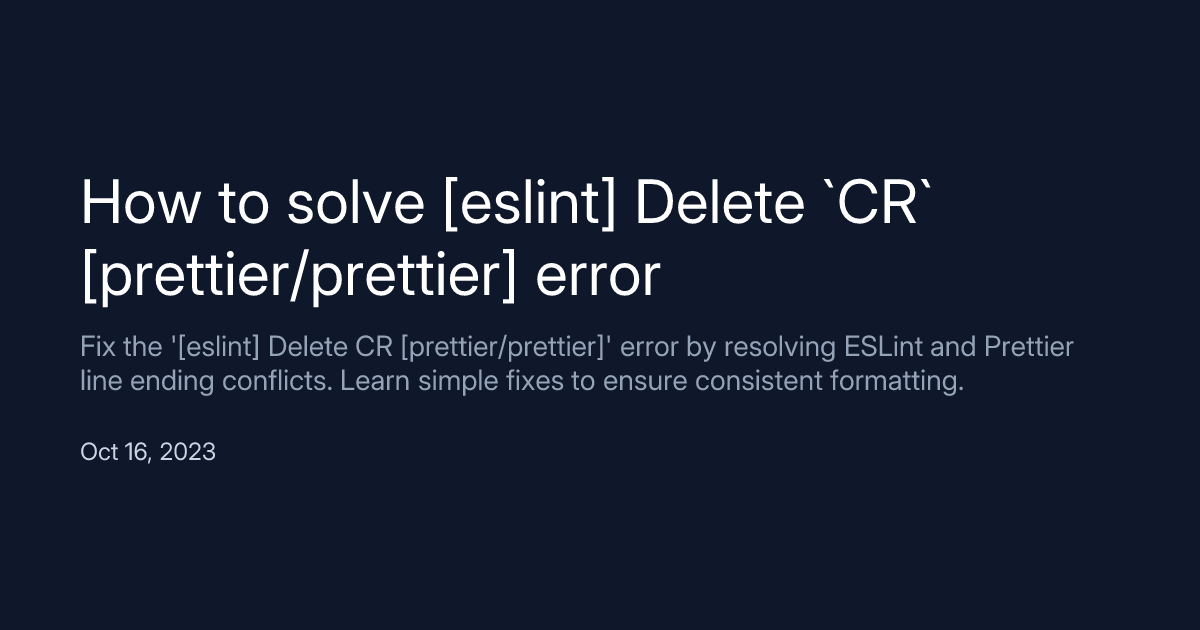 How to solve [eslint] Delete `CR`
[prettier/prettier] error
Fix the '[eslint] Delete CR [prettier/prettier]' error by resolving ESLint and Prettier
line ending conflicts. Learn simple fixes to ensure consistent formatting.
Oct 16, 2023